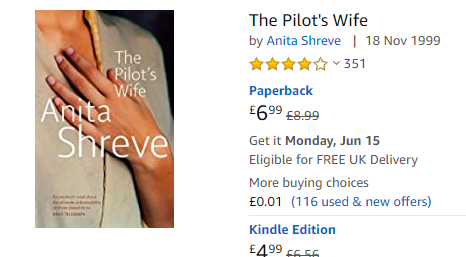 The
Pilot's
Wife
Anita
Shreve
The Pilot's Wife
by Anita Shreve | 18 Nov 1999
351
Paperback
£6.99 £8.99
Get it Monday, Jun 15
Eligible for FREE UK Delivery
More buying choices
£0.01 (116 used & new offers)
Kindle Edition
£4.99 £6.56